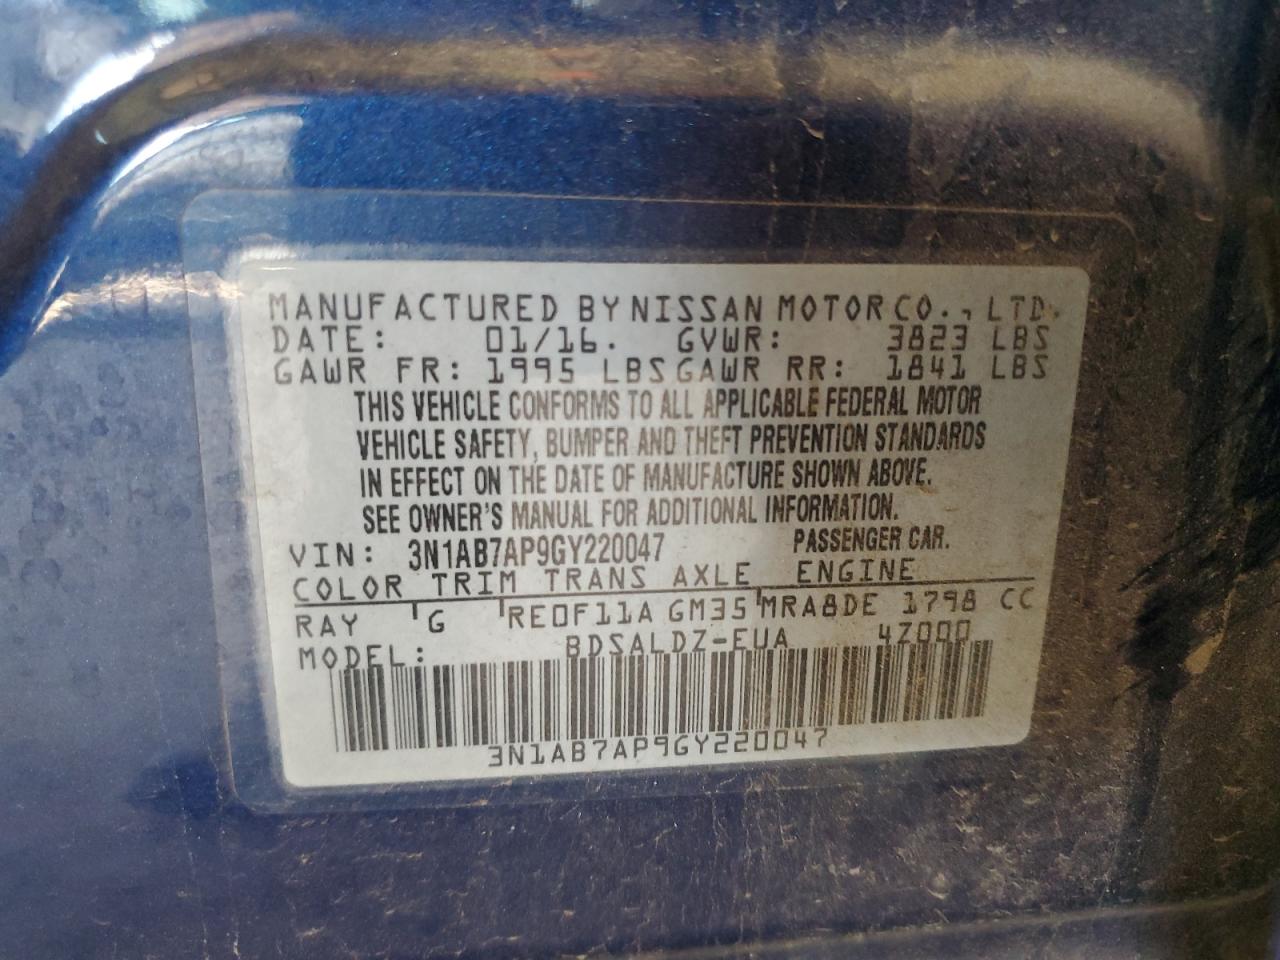 MANUFACTURED BY NISSAN MOTOR CO., LTD.
DATE: 01/16. GVWR: 3823 LBS
GAWR FR: 1995 LBS GAWR RR: 1841 LBS
THIS VEHICLE CONFORMS TO ALL APPLICABLE FEDERAL MOTOR
VEHICLE SAFETY, BUMPER AND THEFT PREVENTION STANDARDS
IN EFFECT ON THE DATE OF MANUFACTURE SHOWN ABOVE.
SEE OWNER'S MANUAL FOR ADDITIONAL INFORMATION.
VIN: 3N1AB7AP9GY220047 PASSENGER CAR.
COLOR TRIM TRANS AXLE ENGINE
RAY G RE0F11A GM35 MRA8DE 1798 CC
MODEL: BDSALDZ-EUA 4Z000
3N1AB7AP9GY220047